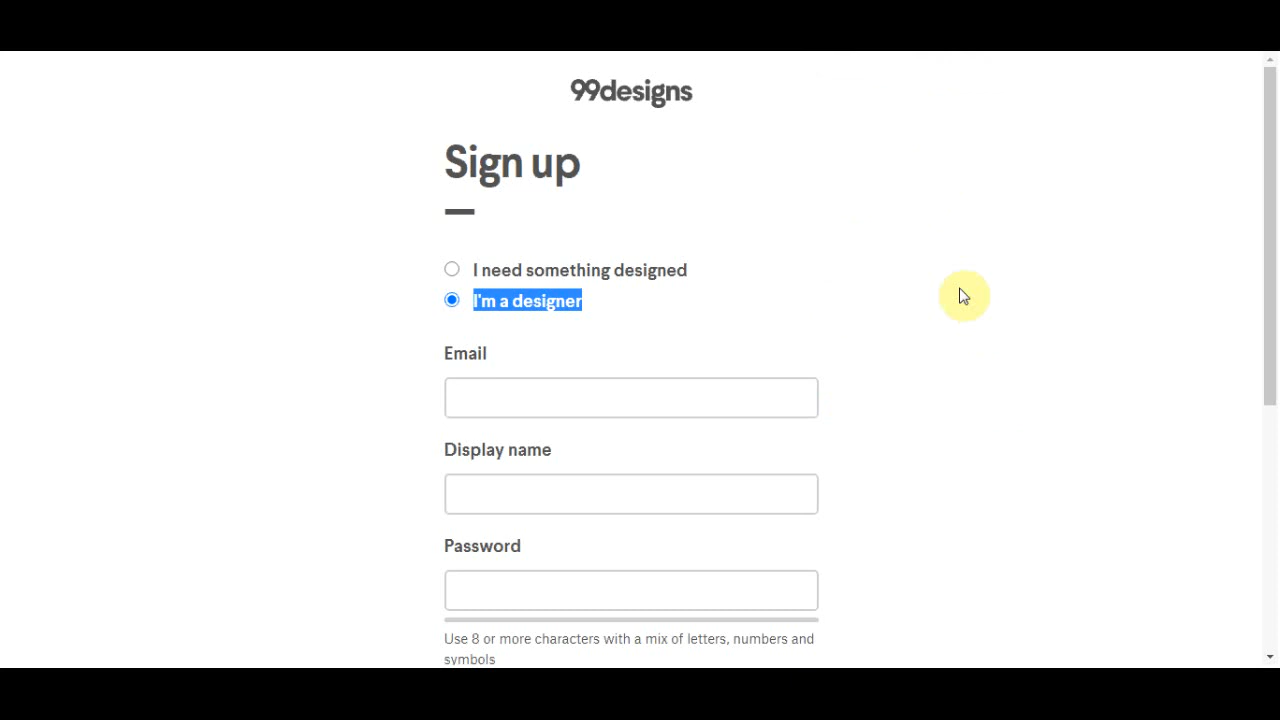 99designs
Sign up
I need something designed
I'm a designer
Email
Display name
Password
Use 8 or more characters with a mix of letters, numbers and
symbols